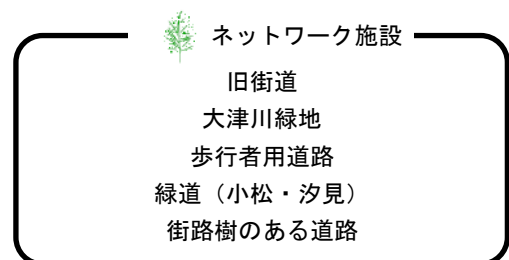 ネットワーク施設
旧街道
大津川緑地
歩行者用道路
緑道（小松・汐見）
街路樹のある道路